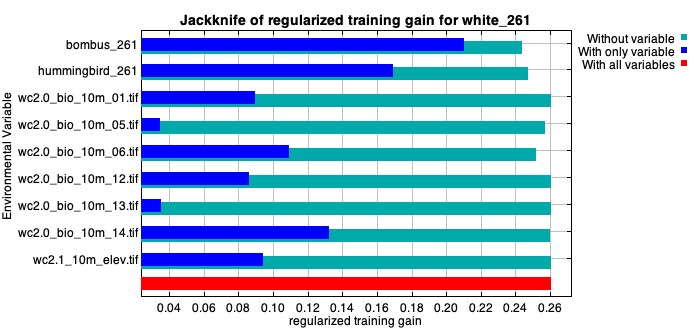 Jackknife of regularized training gain for white_261
Without variable
With only variable
With all variables
Environmental Variable
bombus_261
hummingbird_261
wc2.0_bio_10m_01.tif
wc2.0_bio_10m_05.tif
wc2.0_bio_10m_06.tif
wc2.0_bio_10m_12.tif
wc2.0_bio_10m_13.tif
wc2.0_bio_10m_14.tif
wc2.1_10m_elev.tif
0.04 0.06 0.08 0.10 0.12 0.14 0.16 0.18 0.20 0.22 0.24 0.26
regularized training gain